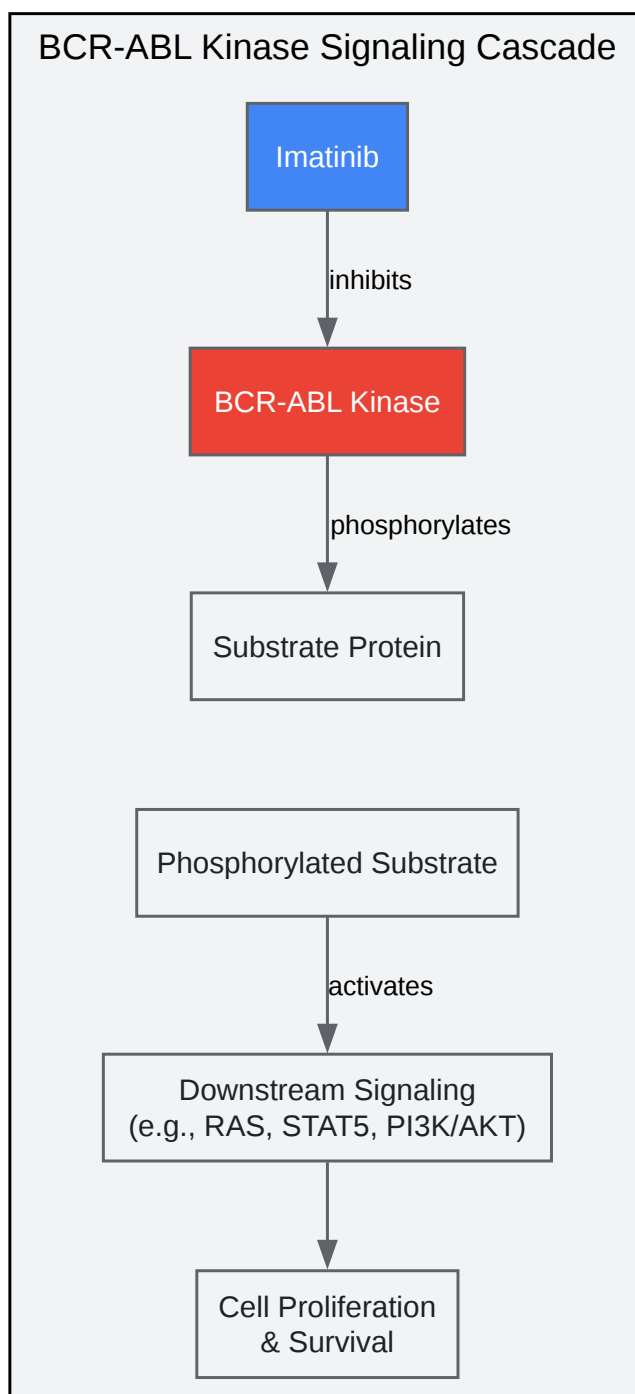 BCR-ABL Kinase Signaling Cascade
Imatinib
inhibits
BCR-ABL Kinase
phosphorylates
Substrate Protein
Phosphorylated Substrate
activates
Downstream Signaling
(e.g., RAS, STAT5, PI3K/AKT)
Cell Proliferation
& Survival